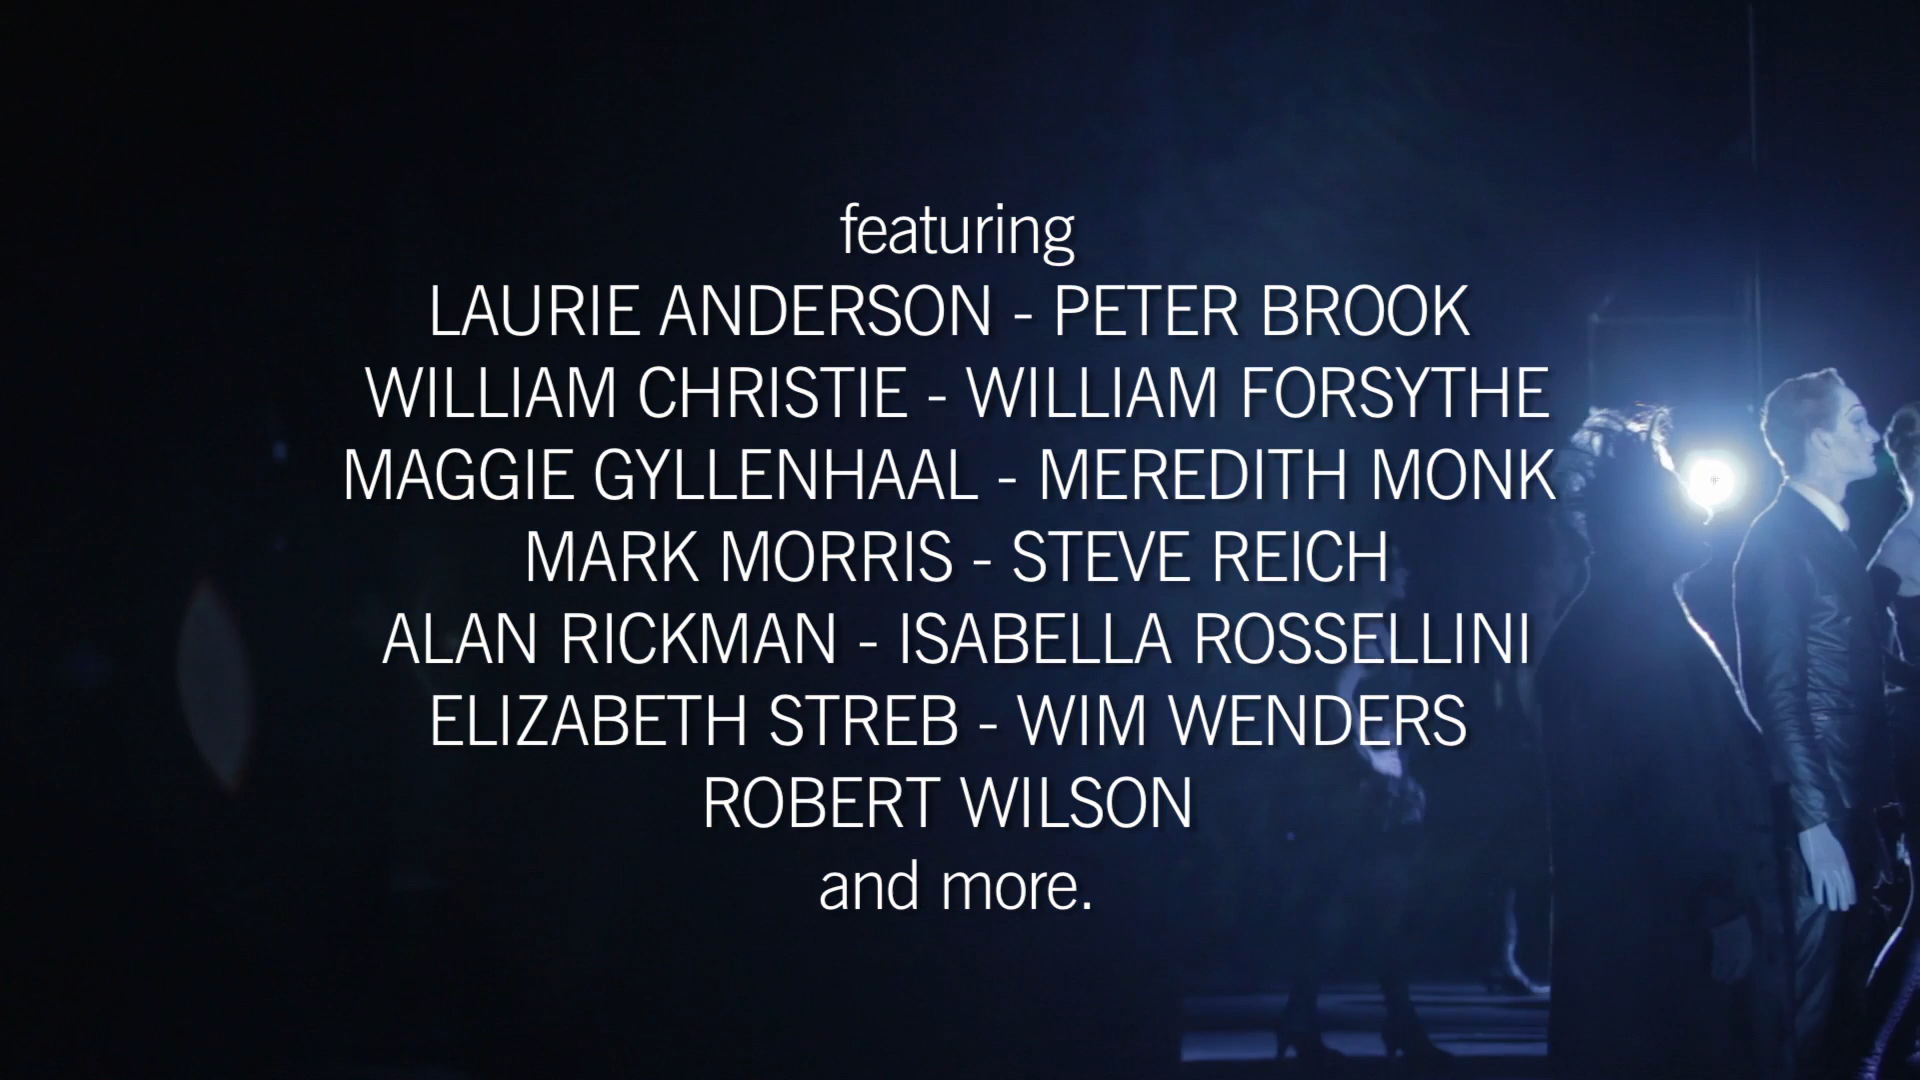 featuring
LAURIE ANDERSON - PETER BROOK
WILLIAM CHRISTIE - WILLIAM FORSYTHE
MAGGIE GYLLENHAAL - MEREDITH MONK
MARK MORRIS - STEVE REICH
ALAN RICKMAN - ISABELLA ROSSELLINI
ELIZABETH STREB - WIM WENDERS
ROBERT WILSON
and more.